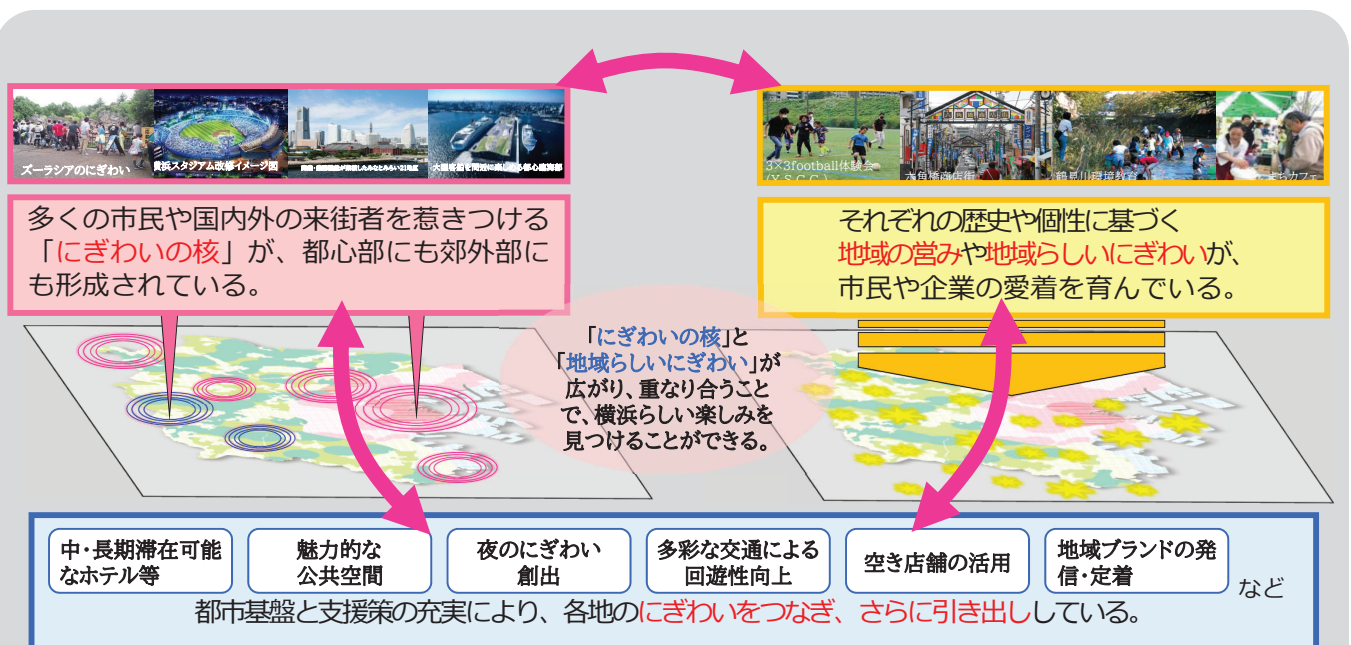 ズーラシアのにぎわい
横浜スタジアム改修イメージ図
3×3football体験会
(Y.S.C.C.)
六角橋商店街
鶴見川環境教育
まちカフェ
多くの市民や国内外の来街者を惹きつける
「にぎわいの核」が、都心部にも郊外部に
も形成されている。
それぞれの歴史や個性に基づく
地域の営みや地域らしいにぎわいが、
市民や企業の愛着を育んでいる。
「にぎわいの核」と
「地域らしいにぎわい」が
広がり、重なり合うこと
で、横浜らしい楽しみを
見つけることができる。
中・長期滞在可能
なホテル等
魅力的な
公共空間
夜のにぎわい
創出
多彩な交通による
回遊性向上
空き店舗の活用
地域ブランドの発
信・定着
など
都市基盤と支援策の充実により、各地のにぎわいをつなぎ、さらに引き出ししている。